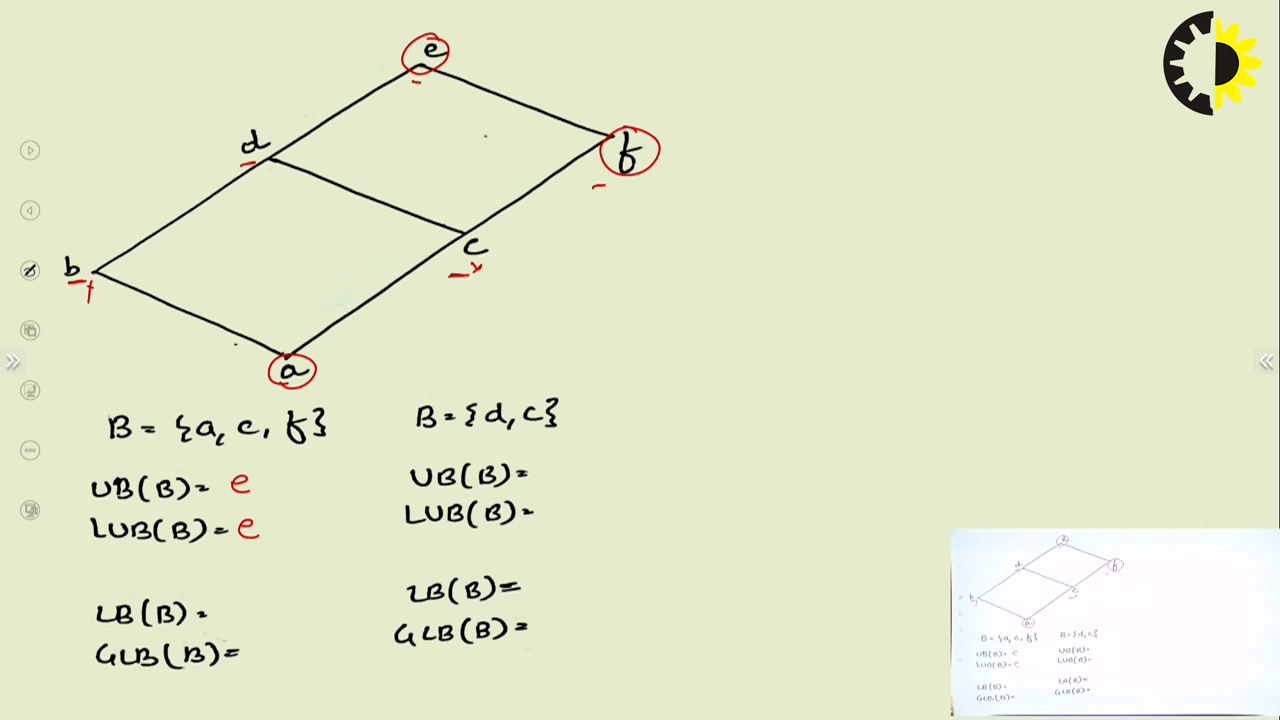 e
d
f
c
b
a
B = {a, e, f}
UB(B) = e
LUB(B) = e
LB(B) =
GLB(B) =
B = {d, c}
UB(B) =
LUB(B) =
LB(B) =
GLB(B) =